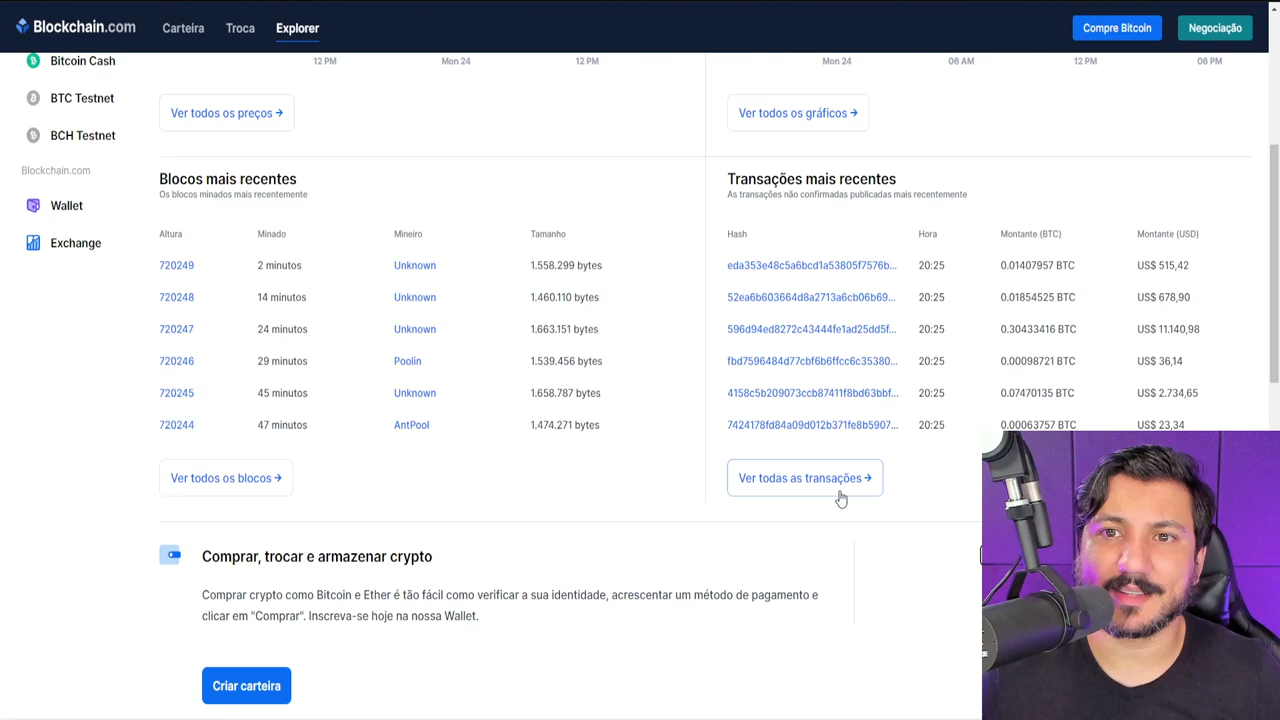 Blockchain.com Carteira Troca Explorer Compre Bitcoin Negociação
Bitcoin Cash
BTC Testnet
BCH Testnet
Blockchain.com
Wallet
Exchange
12 PM Mon 24 12 PM
Mon 24 06 AM 12 PM 06 PM
Ver todos os preços →
Ver todos os gráficos →
Blocos mais recentes
Os blocos minados mais recentemente
Altura Minado Mineiro Tamanho
720249 2 minutos Unknown 1.558.299 bytes
720248 14 minutos Unknown 1.460.110 bytes
720247 24 minutos Unknown 1.663.151 bytes
720246 29 minutos Poolin 1.539.456 bytes
720245 45 minutos Unknown 1.658.787 bytes
720244 47 minutos AntPool 1.474.271 bytes
Ver todos os blocos →
Transações mais recentes
As transações não confirmadas publicadas mais recentemente
Hash Hora Montante (BTC) Montante (USD)
eda353e48c5a6bcd1a53805f7576b... 20:25 0.01407957 BTC US$ 515,42
52ea6b603664d8a2713a6cb06b69... 20:25 0.01854525 BTC US$ 678,90
596d94ed8272c43444fe1ad25dd5f... 20:25 0.30433416 BTC US$ 11.140,98
fbd7596484d77cbf6b6ffcc6c35380... 20:25 0.00098721 BTC US$ 36,14
4158c5b209073ccb87411f8bd63bbf... 20:25 0.07470135 BTC US$ 2.734,65
7424178fd84a09d012b371fe8b5907... 20:25 0.00063757 BTC US$ 23,34
Ver todas as transações →
Comprar, trocar e armazenar crypto
Comprar crypto como Bitcoin e Ether é tão fácil como verificar a sua identidade, acrescentar um método de pagamento e
clicar em "Comprar". Inscreva-se hoje na nossa Wallet.
Criar carteira